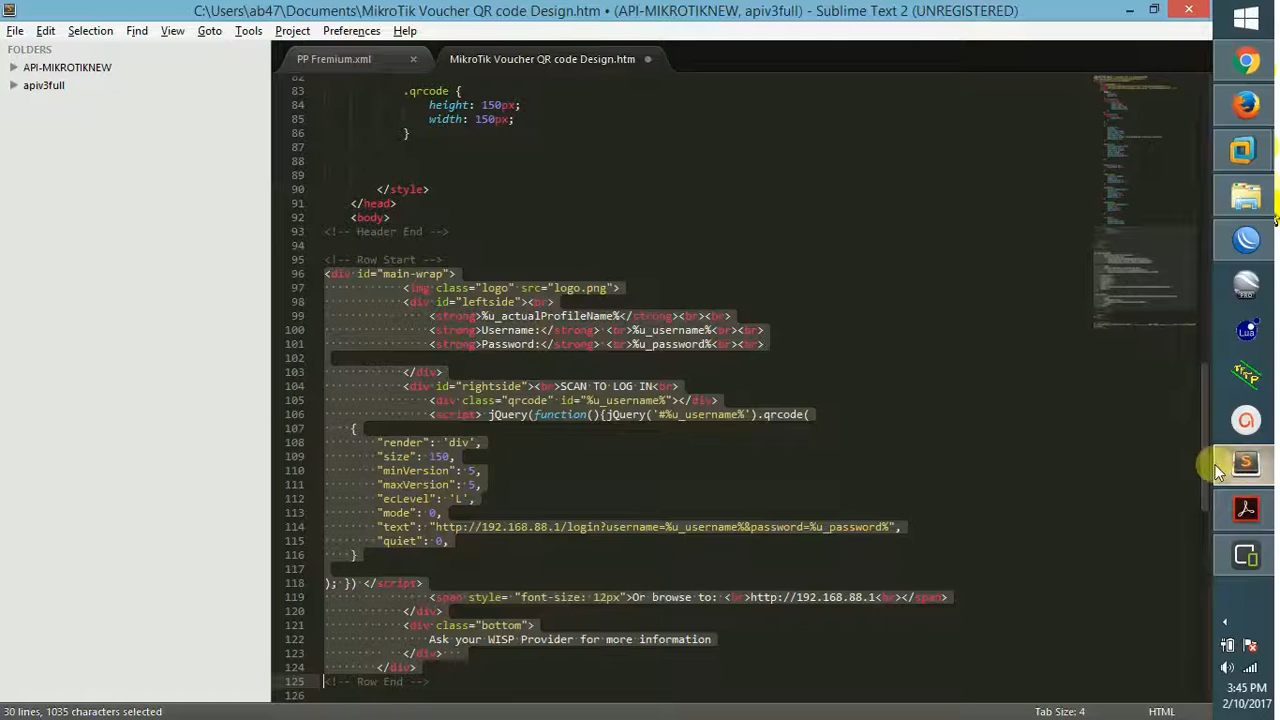 C:\Users\ab47\Documents\MikroTik Voucher QR code Design.htm • (API-MIKROTIKNEW, apiv3full) - Sublime Text 2 (UNREGISTERED)
File Edit Selection Find View Goto Tools Project Preferences Help
FOLDERS
API-MIKROTIKNEW
apiv3full
PP Fremium.xml
MikroTik Voucher QR code Design.htm
82
83 .qrcode {
84 height: 150px;
85 width: 150px;
86 }
87
88
89
90 </style>
91 </head>
92 <body>
93 <!-- Header End -->
94
95 <!-- Row Start -->
96 <div id="main-wrap">
97 <img class="logo" src="logo.png">
98 <div id="leftside"><br>
99 <strong>%u_actualProfileName%</strong><br><br>
100 <strong>Username:</strong> <br>%u_username%<br><br>
101 <strong>Password:</strong> <br>%u_password%<br><br>
102
103 </div>
104 <div id="rightside"><br>SCAN TO LOG IN<br>
105 <div class="qrcode" id="%u_username%"></div>
106 <script> jQuery(function(){jQuery('#%u_username%').qrcode(
107 {
108 "render": 'div',
109 "size": 150,
110 "minVersion": 5,
111 "maxVersion": 5,
112 "ecLevel": 'L',
113 "mode": 0,
114 "text": "http://192.168.88.1/login?username=%u_username%&password=%u_password%",
115 "quiet": 0,
116 }
117
118 ); }) </script>
119 <span style= "font-size: 12px">Or browse to: <br>http://192.168.88.1<br></span>
120 </div>
121 <div class="bottom">
122 Ask your WISP Provider for more information
123 </div>
124 </div>
125 <!-- Row End -->
126
30 lines, 1035 characters selected
Tab Size: 4
HTML
PRO
Lua
3:45 PM
2/10/2017